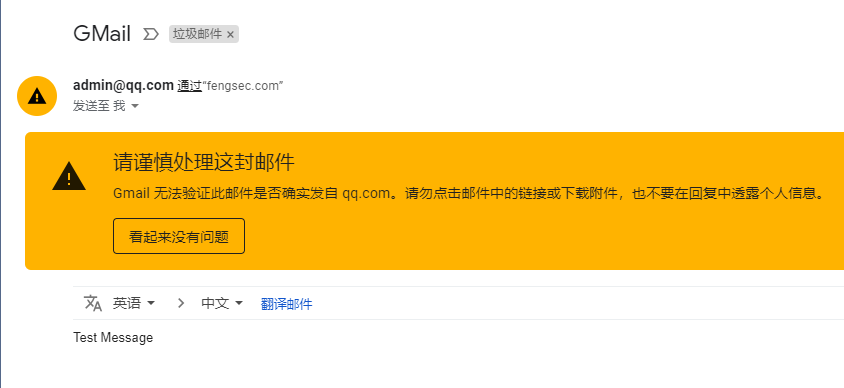 GMail 垃圾邮件 ×
admin@qq.com 通过“fengsec.com”
发送至 我
请谨慎处理这封邮件
Gmail 无法验证此邮件是否确实发自 qq.com。请勿点击邮件中的链接或下载附件，也不要在回复中透露个人信息。
看起来没有问题
英语 > 中文 翻译邮件
Test Message